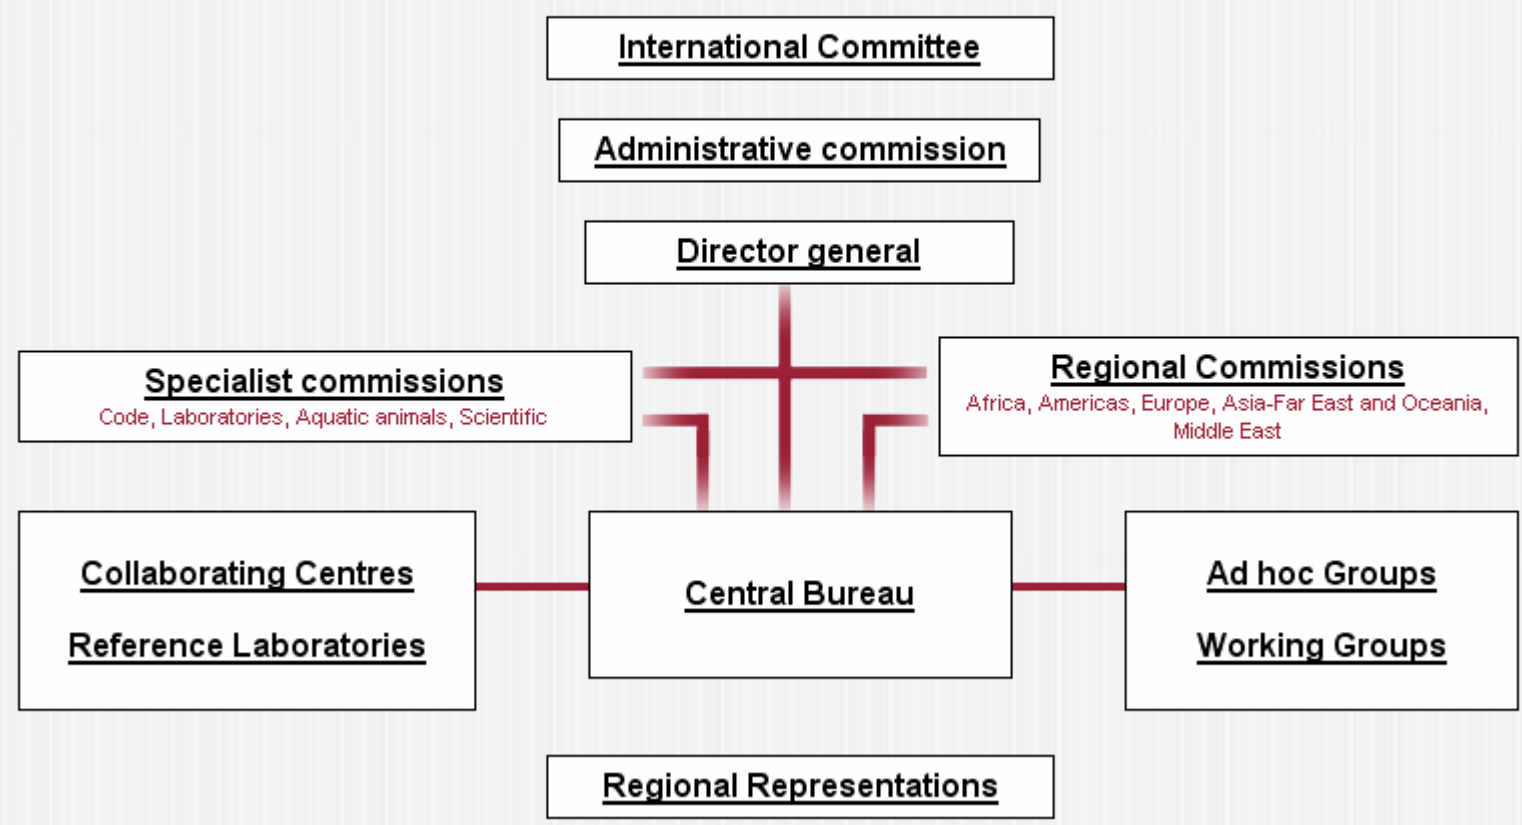 International Committee
Administrative commission
Director general
Specialist commissions
Code, Laboratories, Aquatic animals, Scientific
Regional Commissions
Africa, Americas, Europe, Asia-Far East and Oceania,
Middle East
Collaborating Centres
Reference Laboratories
Central Bureau
Ad hoc Groups
Working Groups
Regional Representations